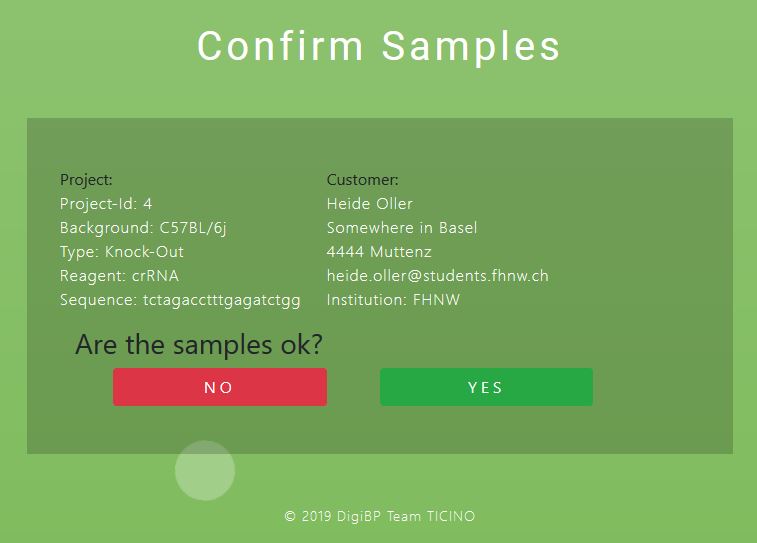 Confirm Samples
Project:
Project-Id: 4
Background: C57BL/6j
Type: Knock-Out
Reagent: crRNA
Sequence: tctagacctttgagatctgg
Customer:
Heide Oller
Somewhere in Basel
4444 Muttenz
heide.oller@students.fhnw.ch
Institution: FHNW
Are the samples ok?
NO
YES
© 2019 DigiBP Team TICINO